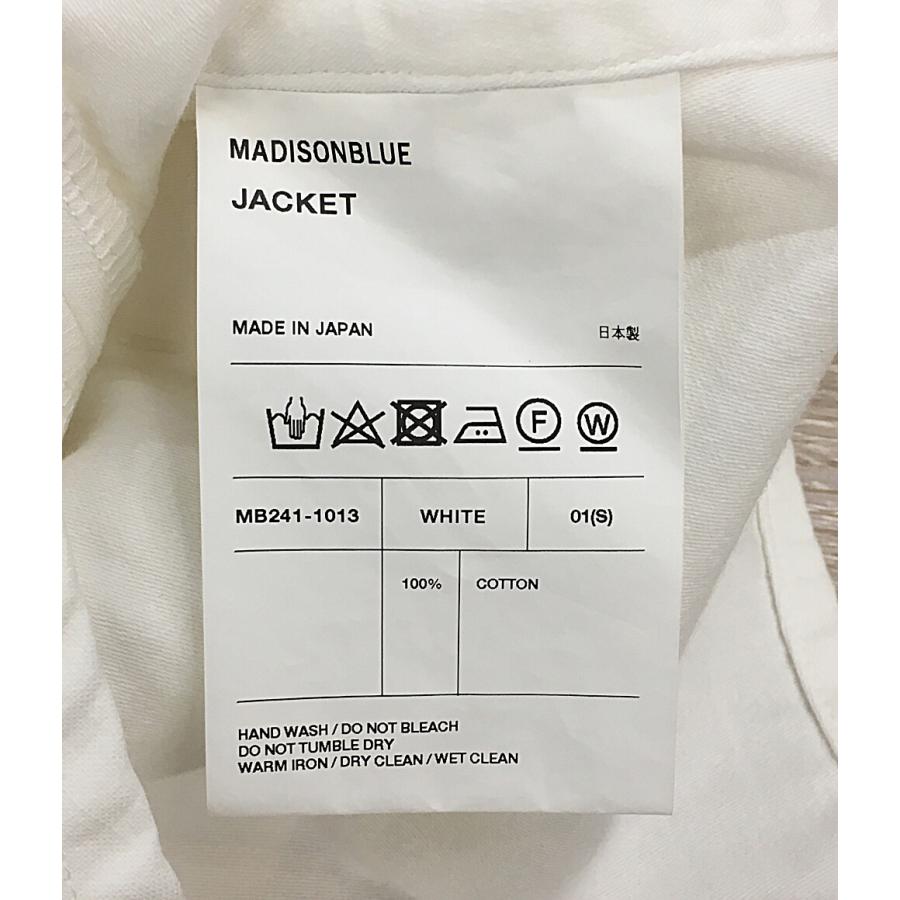 MADISONBLUE
JACKET
MADE IN JAPAN 日本製
F W
MB241-1013 WHITE 01(S)
100% COTTON
HAND WASH / DO NOT BLEACH
DO NOT TUMBLE DRY
WARM IRON / DRY CLEAN / WET CLEAN